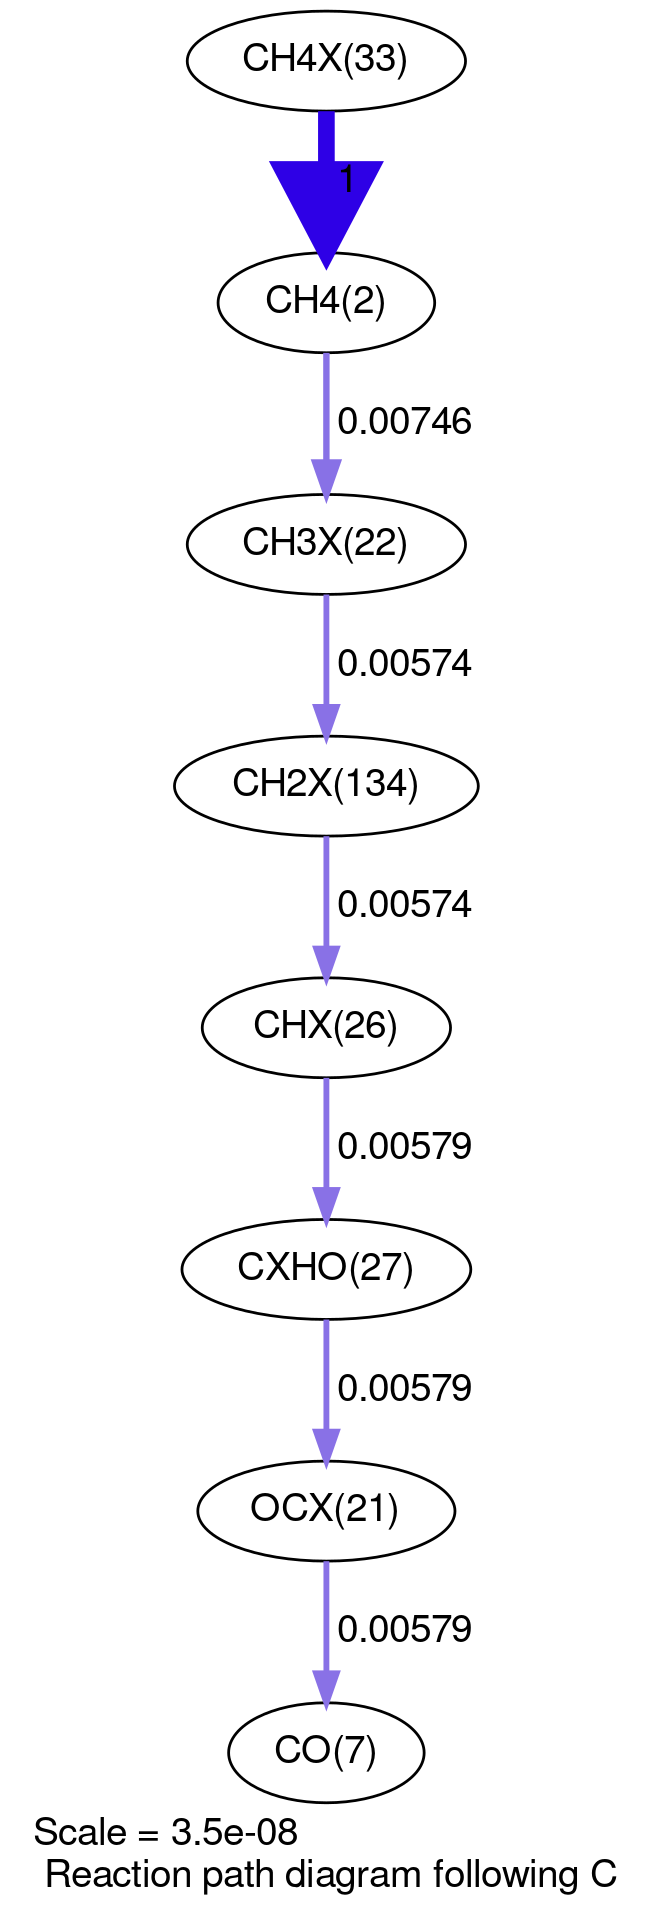 CH4X(33)
1
CH4(2)
0.00746
CH3X(22)
0.00574
CH2X(134)
0.00574
CHX(26)
0.00579
CXHO(27)
0.00579
OCX(21)
0.00579
CO(7)
Scale = 3.5e-08
Reaction path diagram following C